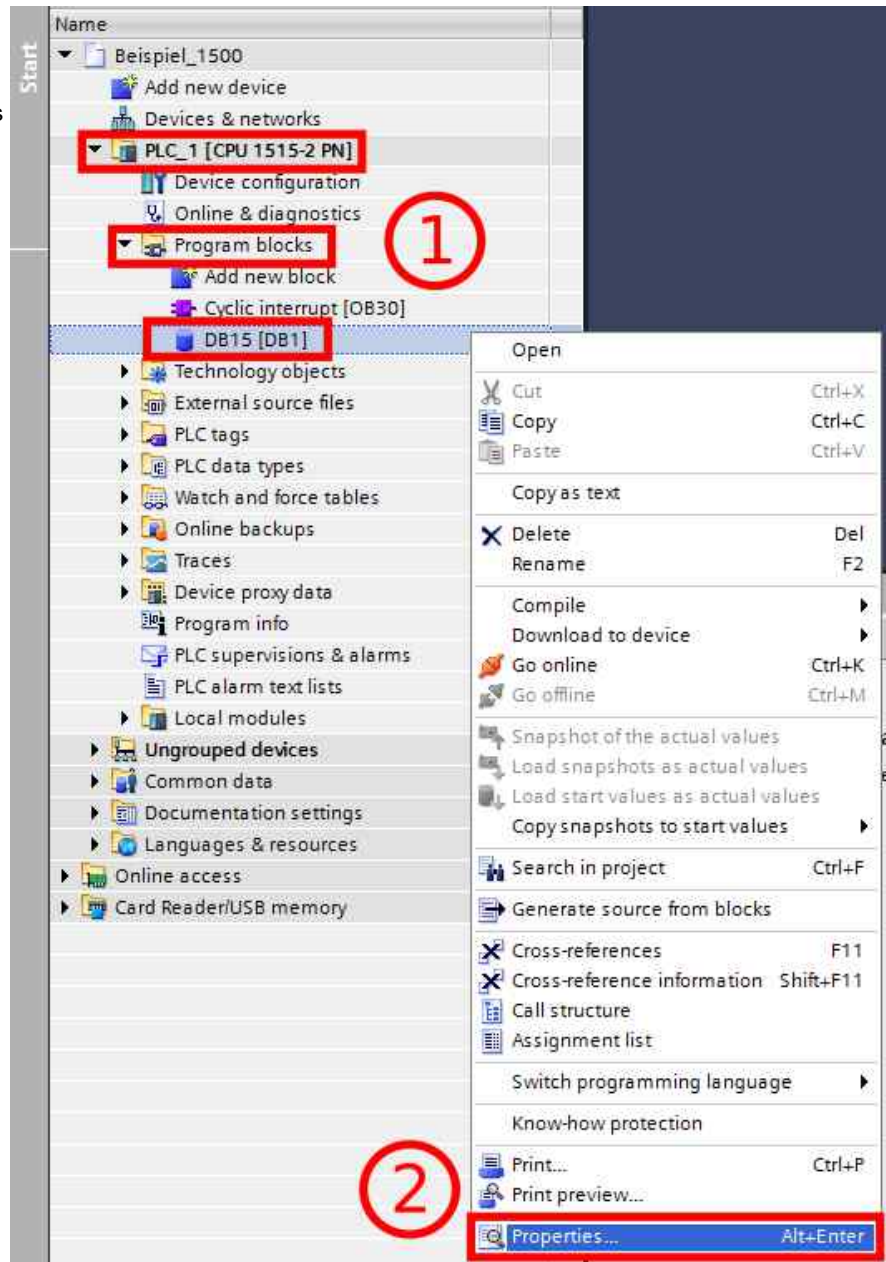 Name
Start
Beispiel_1500
Add new device
Devices & networks
PLC_1 [CPU 1515-2 PN]
Device configuration
Online & diagnostics
Program blocks
1
Add new block
Cyclic interrupt [OB30]
DB15 [DB1]
Technology objects
External source files
PLC tags
PLC data types
Watch and force tables
Online backups
Traces
Device proxy data
Program info
PLC supervisions & alarms
PLC alarm text lists
Local modules
Ungrouped devices
Common data
Documentation settings
Languages & resources
Online access
Card Reader/USB memory
Open
Cut Ctrl+X
Copy Ctrl+C
Paste Ctrl+V
Copy as text
Delete Del
Rename F2
Compile
Download to device
Go online Ctrl+K
Go offline Ctrl+M
Snapshot of the actual values
Load snapshots as actual values
Load start values as actual values
Copy snapshots to start values
Search in project Ctrl+F
Generate source from blocks
Cross-references F11
Cross-reference information Shift+F11
Call structure
Assignment list
Switch programming language
Know-how protection
Print... Ctrl+P
Print preview...
2
Properties... Alt+Enter